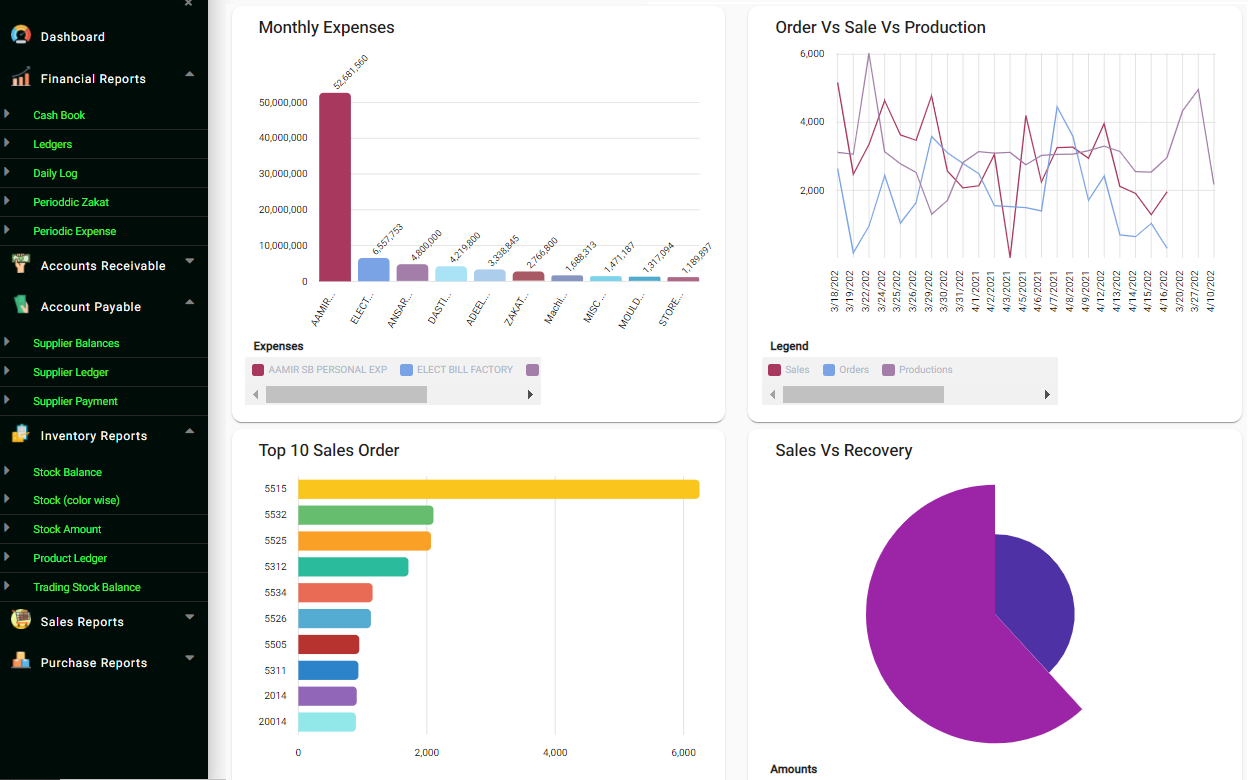 Dashboard
Financial Reports
Cash Book
Ledgers
Daily Log
Perioddic Zakat
Periodic Expense
Accounts Receivable
Account Payable
Supplier Balances
Supplier Ledger
Supplier Payment
Inventory Reports
Stock Balance
Stock (color wise)
Stock Amount
Product Ledger
Trading Stock Balance
Sales Reports
Purchase Reports
Monthly Expenses
52,681,560
6,557,753
4,800,000
4,219,800
3,338,845
2,766,800
1,688,313
1,471,187
1,317,094
1,189,897
50,000,000
40,000,000
30,000,000
20,000,000
10,000,000
0
AAMIR...
ELECT...
ANSAR...
DASTI...
ADEEL...
ZAKAT...
Machi...
MISC ...
MOULD...
STORE...
Expenses
AAMIR SB PERSONAL EXP ELECT BILL FACTORY
Order Vs Sale Vs Production
6,000
4,000
2,000
3/18/202
3/19/202
3/22/202
3/24/202
3/25/202
3/26/202
3/29/202
3/30/202
3/31/202
4/1/2021
4/2/2021
4/3/2021
4/5/2021
4/6/2021
4/7/2021
4/8/2021
4/9/2021
4/12/202
4/13/202
4/14/202
4/15/202
4/16/202
3/20/202
3/27/202
4/10/202
Legend
Sales Orders Productions
Top 10 Sales Order
5515
5532
5525
5312
5534
5526
5505
5311
2014
20014
0 2,000 4,000 6,000
Sales Vs Recovery
Amounts